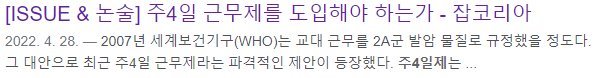 [ISSUE & 논술] 주4일 근무제를 도입해야 하는가 - 잡코리아
2022. 4. 28. — 2007년 세계보건기구(WHO)는 교대 근무를 2A군 발암 물질로 규정했을 정도다.
그 대안으로 최근 주4일 근무제라는 파격적인 제안이 등장했다. 주4일제는 ...